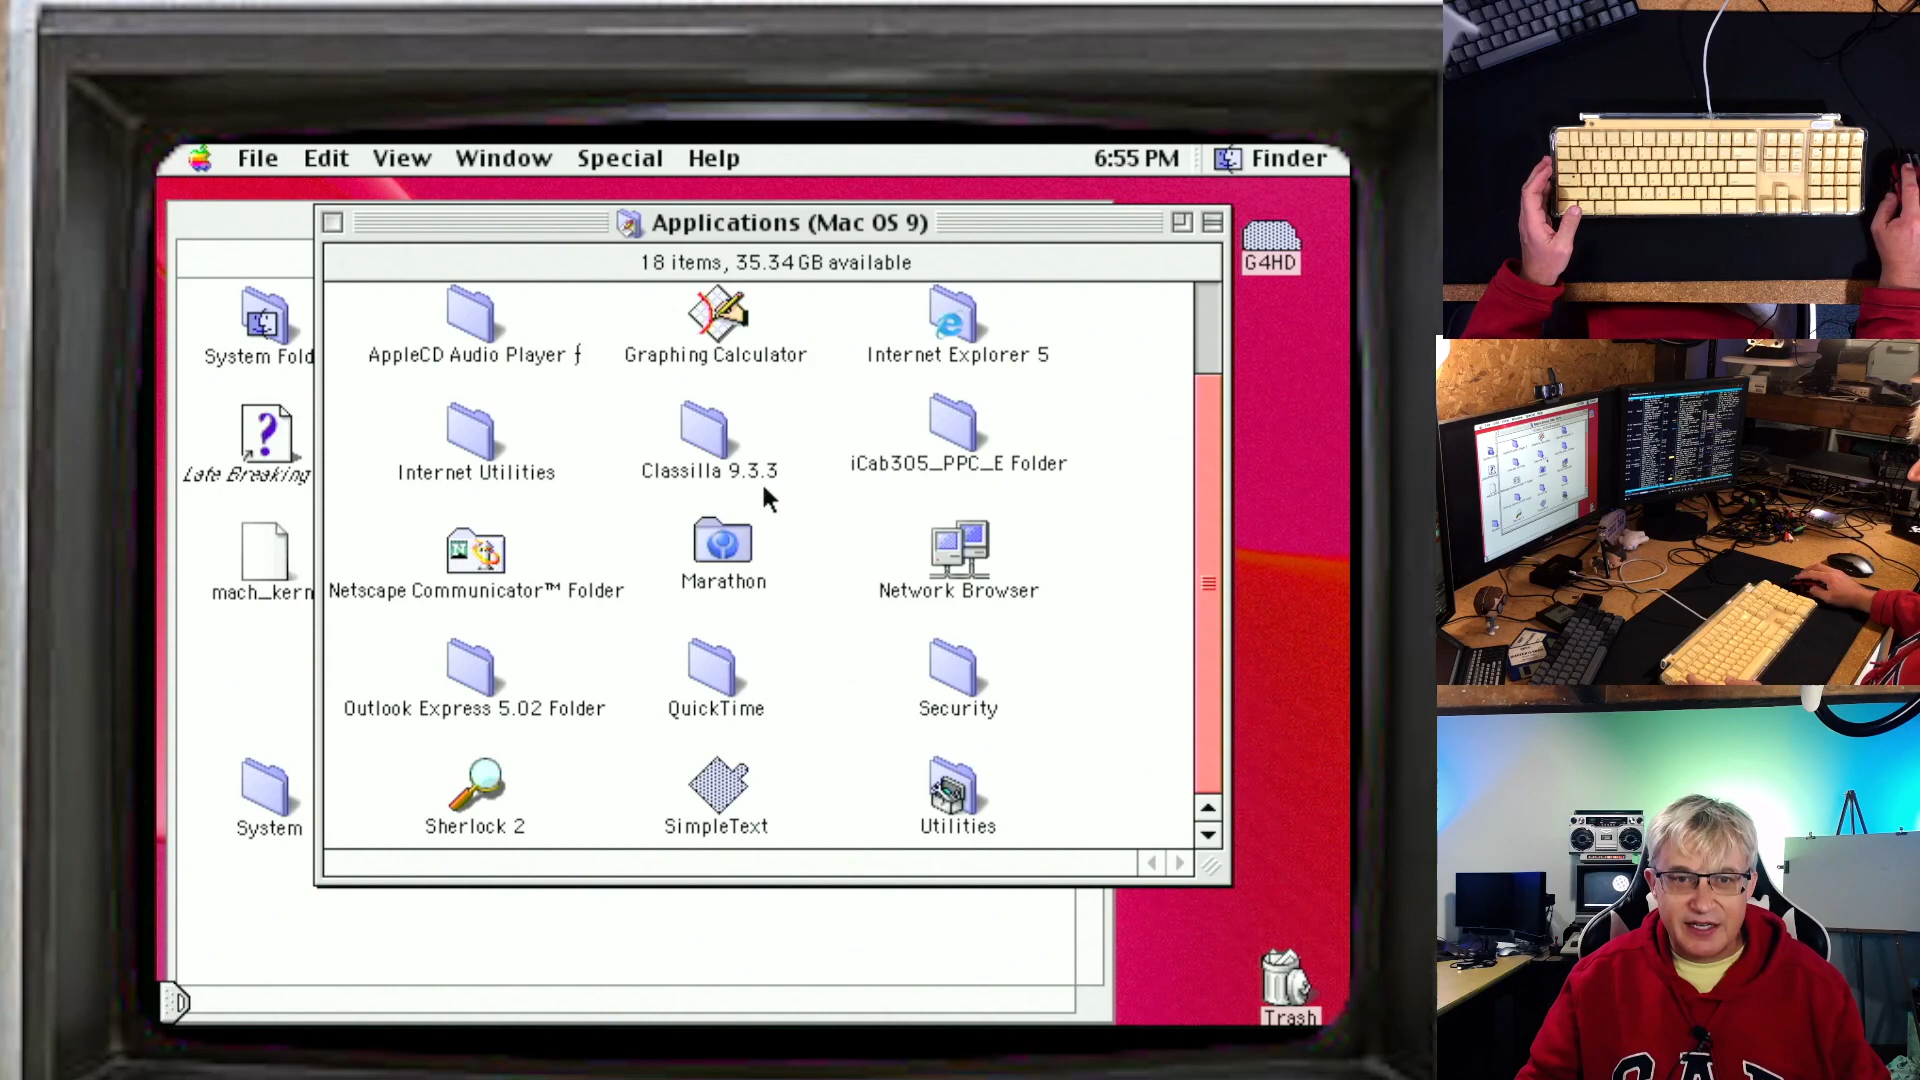 File Edit View Window Special Help 6:55 PM Finder
Applications (Mac OS 9)
18 items, 35.34 GB available
G4HD
System Fold
AppleCD Audio Player ƒ
Graphing Calculator
Internet Explorer 5
Late Breaking
Internet Utilities
Classilla 9.3.3
iCab305_PPC_E Folder
mach_kern
Netscape Communicator™ Folder
Marathon
Network Browser
Outlook Express 5.02 Folder
QuickTime
Security
System
Sherlock 2
SimpleText
Utilities
Trash
GAP